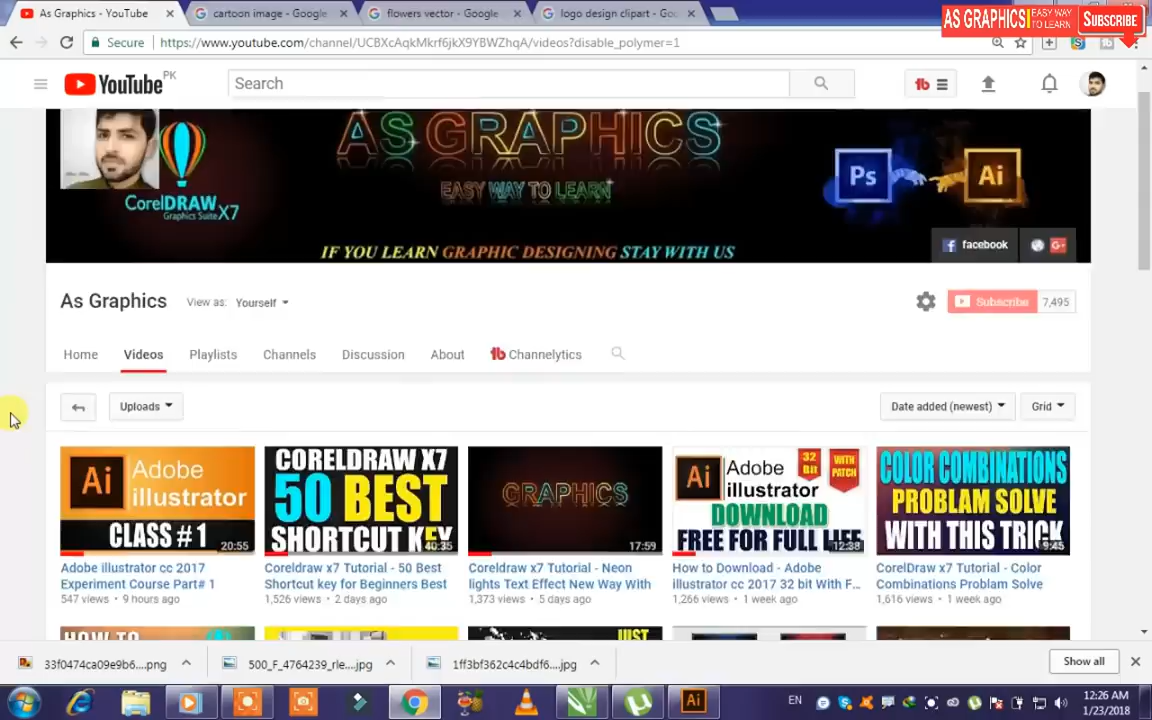 As Graphics - YouTube
cartoon image - Google
flowers vector - Google
logo design clipart - Goo
AS GRAPHICS
EASY WAY TO LEARN
SUBSCRIBE
Secure
https://www.youtube.com/channel/UCBXcAqkMkrf6jkX9YBWZhqA/videos?disable_polymer=1
YouTube PK
Search
tb
AS GRAPHICS
EASY WAY TO LEARN
CorelDRAW
Graphics Suite X7
Ps
Ai
IF YOU LEARN GRAPHIC DESIGNING STAY WITH US
facebook
G+
As Graphics
View as: Yourself
Subscribe 7,495
Home Videos Playlists Channels Discussion About tb Channelytics
Uploads
Date added (newest)
Grid
Ai Adobe illustrator
CLASS # 1
20:55
CORELDRAW X7
50 BEST
SHORTCUT KEY
40:35
GRAPHICS
17:59
Ai Adobe illustrator
32 Bit
WITH PATCH
DOWNLOAD
FREE FOR FULL LIFE
12:38
COLOR COMBINATIONS
PROBLAM SOLVE
WITH THIS TRICK
9:45
Adobe illustrator cc 2017
Experiment Course Part# 1
547 views • 9 hours ago
Coreldraw x7 Tutorial - 50 Best
Shortcut key for Beginners Best
1,526 views • 2 days ago
Coreldraw x7 Tutorial - Neon
lights Text Effect New Way With
1,373 views • 5 days ago
How to Download - Adobe
illustrator cc 2017 32 bit With F...
1,266 views • 1 week ago
CorelDraw x7 Tutorial - Color
Combinations Problam Solve
1,616 views • 1 week ago
HOW TO
JUST
33f0474ca09e9b6....png
500_F_4764239_rle....jpg
1ff3bf362c4c4bdf6....jpg
Show all
Ai
EN
12:26 AM
1/23/2018